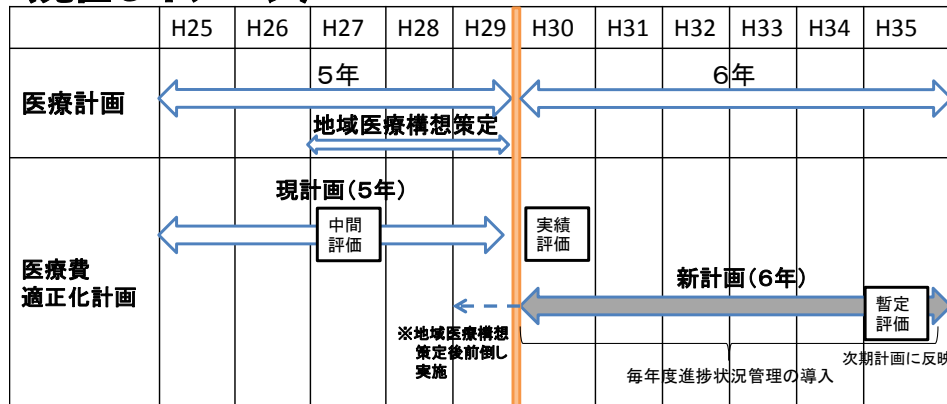 H25 H26 H27 H28 H29 H30 H31 H32 H33 H34 H35
医療計画
5年
6年
地域医療構想策定
医療費
適正化計画
現計画(5年)
中間
評価
実績
評価
新計画(6年)
暫定
評価
※地域医療構想
策定後前倒し
実施
毎年度進捗状況管理の導入
次期計画に反映